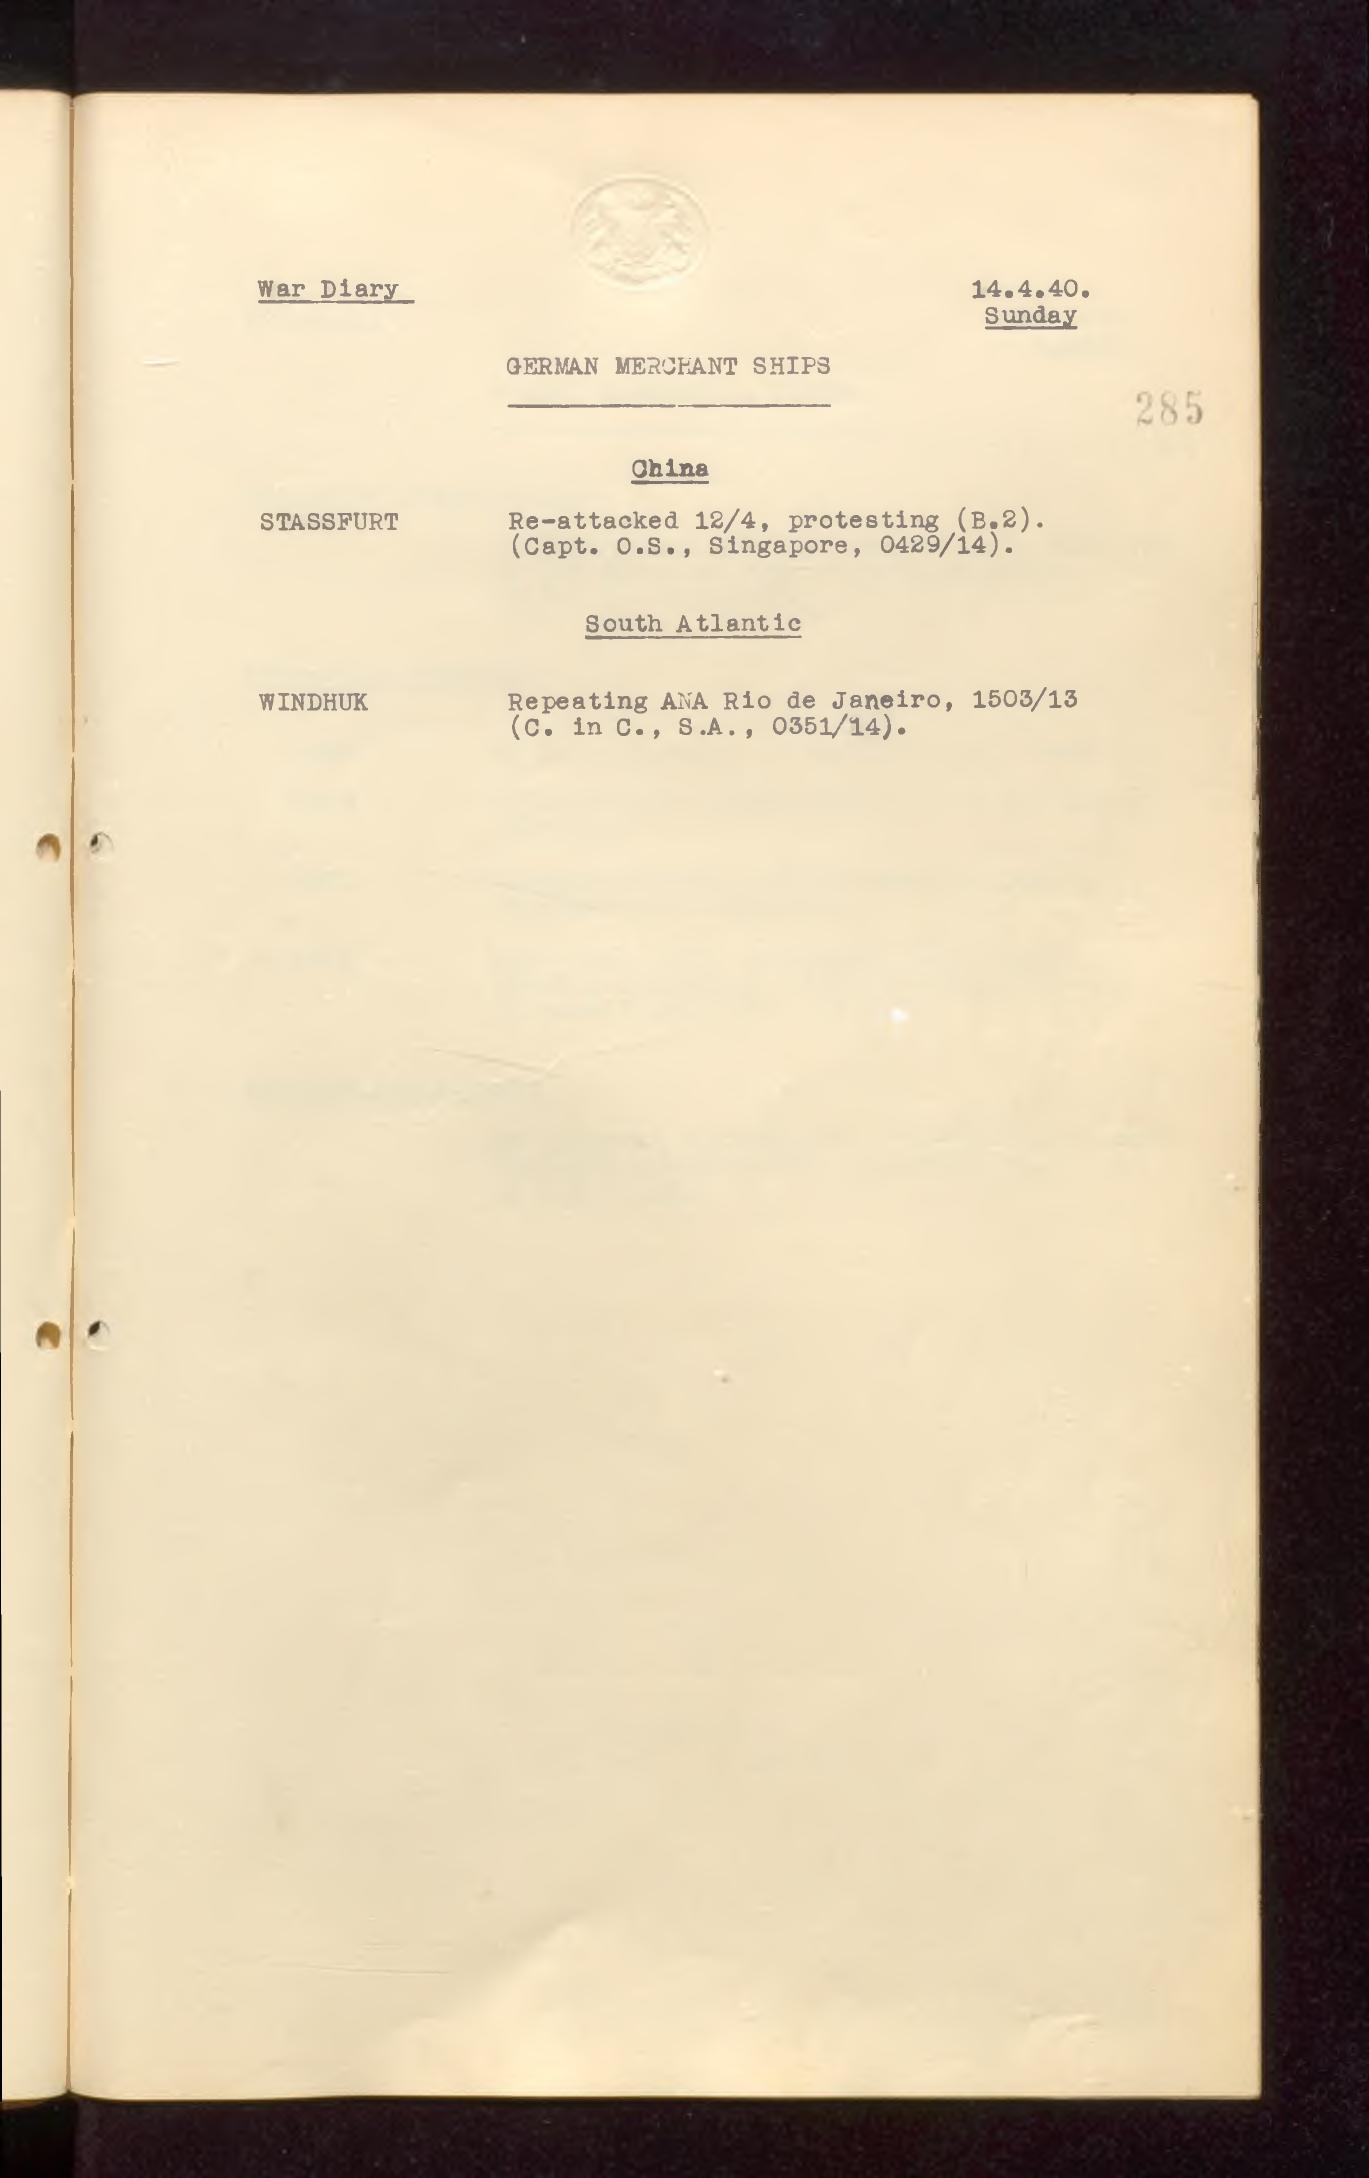 War Diary
14.4.40.
Sunday
GERMAN MERCHANT SHIPS
285
China
STASSFURT Re-attacked 12/4, protesting (B.2).
(Capt. O.S., Singapore, 0429/14).
South Atlantic
WINDHUK Repeating ANA Rio de Janeiro, 1503/13
(C. in C., S.A., 0351/14).